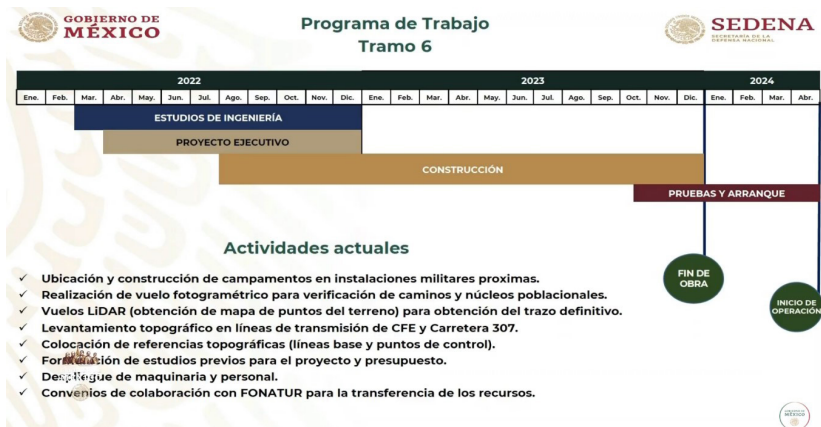 GOBIERNO DE
MÉXICO
Programa de Trabajo
Tramo 6
SEDENA
SECRETARÍA DE LA
DEFENSA NACIONAL
2022 2023 2024
Ene. Feb. Mar. Abr. May. Jun. Jul. Ago. Sep. Oct. Nov. Dic. Ene. Feb. Mar. Abr. May. Jun. Jul. Ago. Sep. Oct. Nov. Dic. Ene. Feb. Mar. Abr.
ESTUDIOS DE INGENIERÍA
PROYECTO EJECUTIVO
CONSTRUCCIÓN
PRUEBAS Y ARRANQUE
FIN DE
OBRA
INICIO DE
OPERACIÓN
Actividades actuales
✓ Ubicación y construcción de campamentos en instalaciones militares proximas.
✓ Realización de vuelo fotogramétrico para verificación de caminos y núcleos poblacionales.
✓ Vuelos LiDAR (obtención de mapa de puntos del terreno) para obtención del trazo definitivo.
✓ Levantamiento topográfico en líneas de transmisión de CFE y Carretera 307.
✓ Colocación de referencias topográficas (líneas base y puntos de control).
✓ Formulación de estudios previos para el proyecto y presupuesto.
✓ Despliegue de maquinaria y personal.
✓ Convenios de colaboración con FONATUR para la transferencia de los recursos.
GOBIERNO DE
MÉXICO